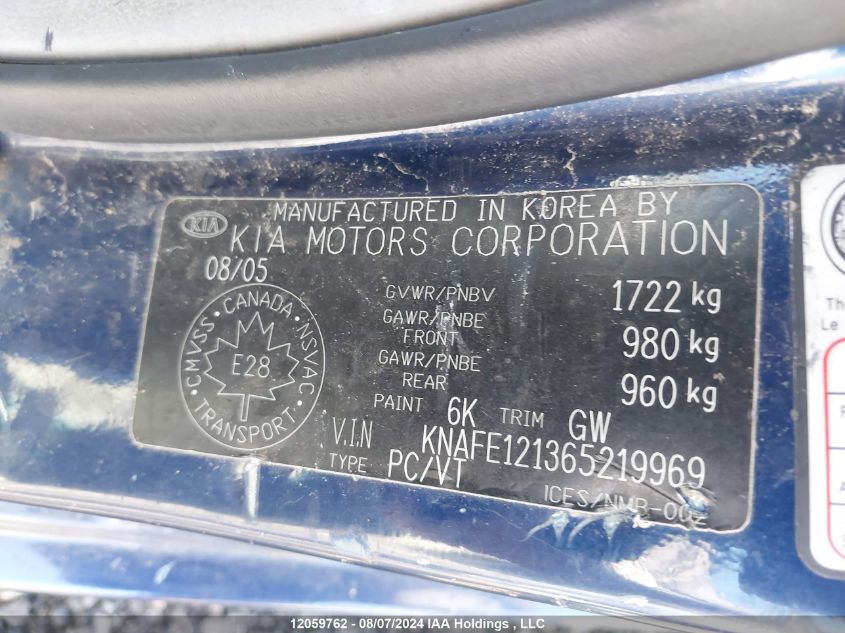 KIA
MANUFACTURED IN KOREA BY
KIA MOTORS CORPORATION
08/05
GVWR/PNBV 1722 kg
GAWR/PNBE FRONT 980 kg
GAWR/PNBE REAR 960 kg
PAINT 6K TRIM GW
V.I.N KNAFE121365219969
TYPE PC/VT
ICES/NMB-002
CMVSS · CANADA · NSVAC · TRANSPORT ·
E28
Th
Le
12059762 - 08/07/2024 IAA Holdings , LLC